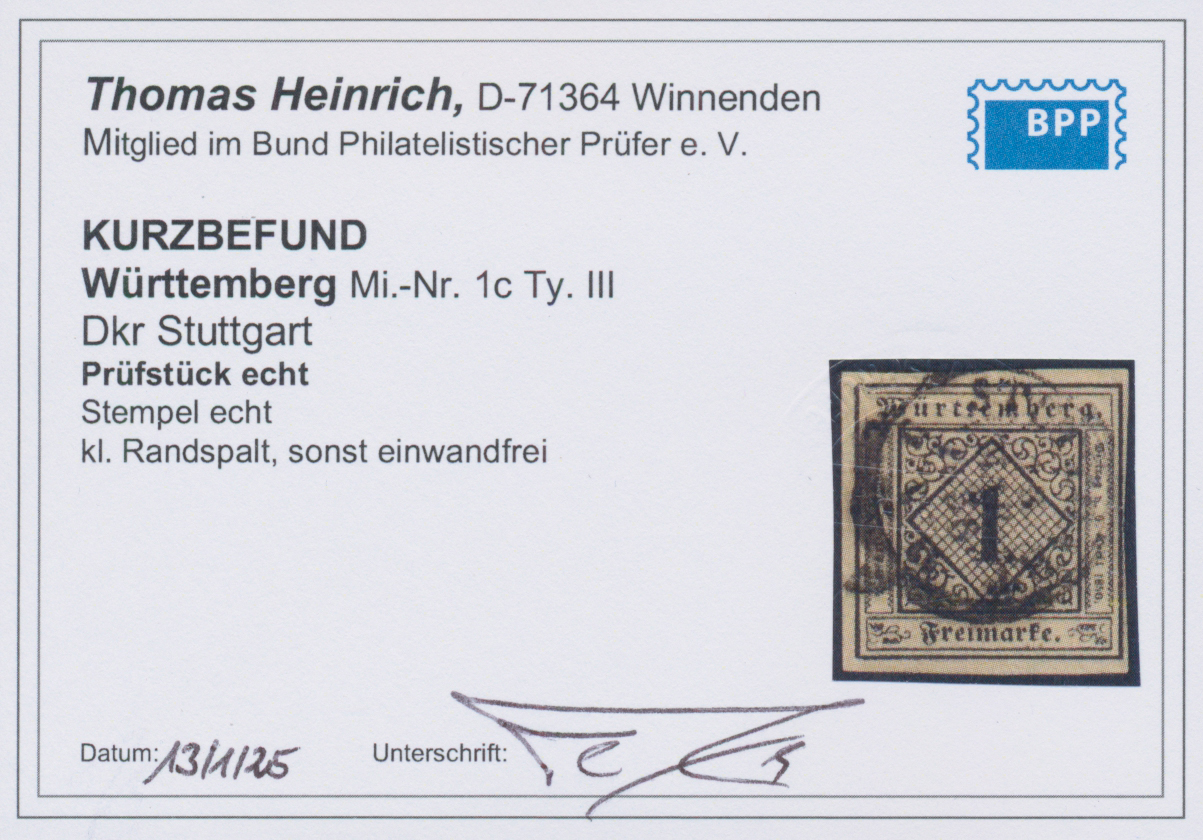 Thomas Heinrich, D-71364 Winnenden
Mitglied im Bund Philatelistischer Prüfer e. V.
BPP
KURZBEFUND
Württemberg Mi.-Nr. 1c Ty. III
Dkr Stuttgart
Prüfstück echt
Stempel echt
kl. Randspalt, sonst einwandfrei
Württemberg.
1
Freimarke.
Datum: 13/1/25 Unterschrift: